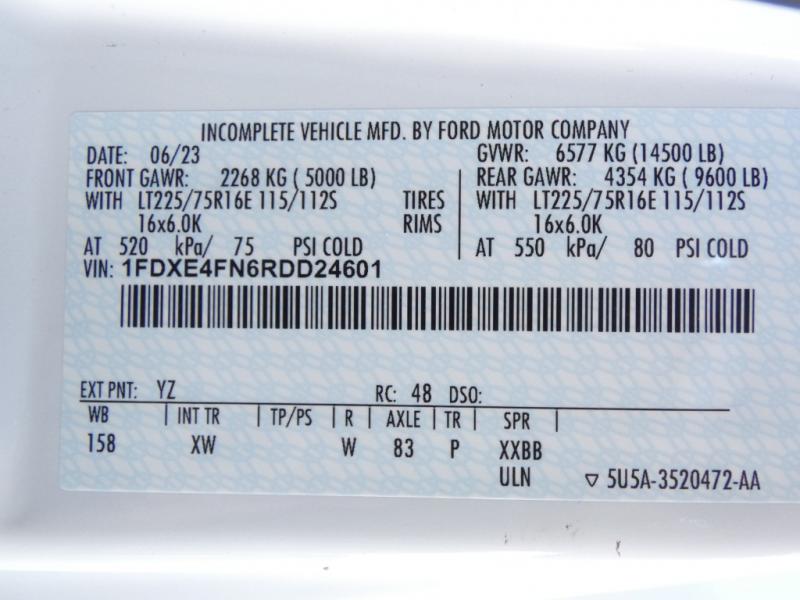 INCOMPLETE VEHICLE MFD. BY FORD MOTOR COMPANY
DATE: 06/23 GVWR: 6577 KG (14500 LB)
FRONT GAWR: 2268 KG ( 5000 LB) REAR GAWR: 4354 KG ( 9600 LB)
WITH LT225/75R16E 115/112S TIRES WITH LT225/75R16E 115/112S
16x6.0K RIMS 16x6.0K
AT 520 kPa/ 75 PSI COLD AT 550 kPa/ 80 PSI COLD
VIN: 1FDXE4FN6RDD24601
EXT PNT: YZ RC: 48 DSO:
WB INT TR TP/PS R AXLE TR SPR
158 XW W 83 P XXBB
ULN ▽ 5U5A-3520472-AA